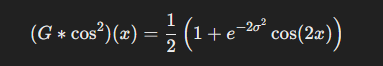 (G * cos²)(x) = 1/2 (1 + e^{-2σ²} cos(2x))